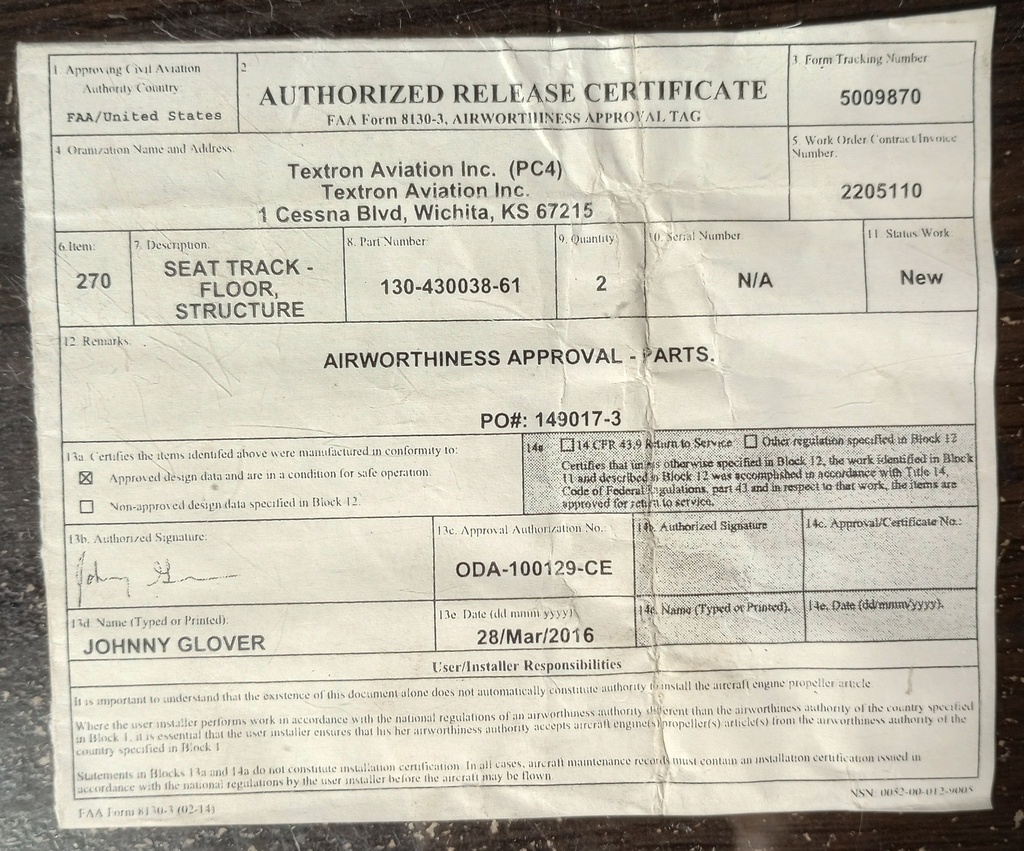 1 Approving Civil Aviation
Authority Country
FAA/United States
2
AUTHORIZED RELEASE CERTIFICATE
FAA Form 8130-3, AIRWORTHINESS APPROVAL TAG
3 Form Tracking Number
5009870
4 Oranization Name and Address:
Textron Aviation Inc. (PC4)
Textron Aviation Inc.
1 Cessna Blvd, Wichita, KS 67215
5. Work Order Contract Invoice
Number:
2205110
6 Item:
270
7. Description.
SEAT TRACK -
FLOOR,
STRUCTURE
8. Part Number
130-430038-61
9. Quantity
2
10. Serial Number
N/A
11 Status Work:
New
12 Remarks.
AIRWORTHINESS APPROVAL - PARTS.
PO#: 149017-3
13a Certifies the items identifed above were manufactured in conformity to:
☒ Approved design data and are in a condition for safe operation.
☐ Non-approved design data specified in Block 12.
14a ☐ 14 CFR 43.9 Return to Service ☐ Other regulation specified in Block 12
Certifies that unless otherwise specified in Block 12, the work identified in Block
11 and described in Block 12 was accomplished in accordance with Title 14,
Code of Federal Regulations, part 43 and in respect to that work, the items are
approved for return to service.
13b. Authorized Signature:
Johnny
13c. Approval Authorization No.:
ODA-100129-CE
14b. Authorized Signature
14c. Approval/Certificate No.:
13d Name (Typed or Printed).
JOHNNY GLOVER
13e Date (dd mmm yyyy)
28/Mar/2016
Name (Typed or Printed).
14e. Date (dd/mmm/yyyy).
User/Installer Responsibilities
It is important to understand that the existence of this document alone does not automatically constitute authority to install the aircraft engine propeller article
Where the user installer performs work in accordance with the national regulations of an airworthiness authority different than the airworthiness authority of the country specified
in Block 1, it is essential that the user installer ensures that his her airworthiness authority accepts aircraft engine(s) propeller(s) article(s) from the airworthiness authority of the
country specified in Block 1
Statements in Blocks 13a and 14a do not constitute installation certification. In all cases, aircraft maintenance records must contain an installation certification issued in
accordance with the national regulations by the user installer before the aircraft may be flown
FAA Form 8130-3 (02-14)
NSN: 0052-00-012-9005